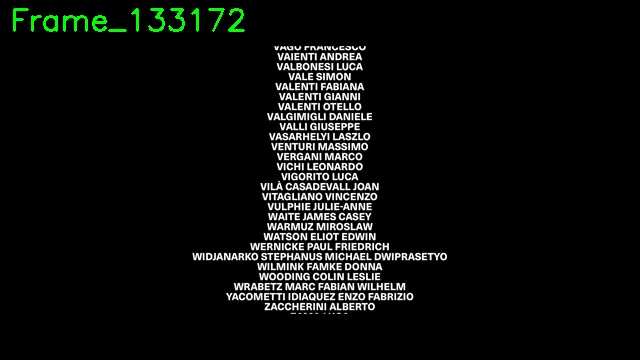 Frame_133172
VAGO FRANCESCO
VAIENTI ANDREA
VALBONESI LUCA
VALE SIMON
VALENTI FABIANA
VALENTI GIANNI
VALENTI OTELLO
VALGIMIGLI DANIELE
VALLI GIUSEPPE
VASARHELYI LASZLO
VENTURI MASSIMO
VERGANI MARCO
VICHI LEONARDO
VIGORITO LUCA
VILÀ CASADEVALL JOAN
VITAGLIANO VINCENZO
VULPHIE JULIE-ANNE
WAITE JAMES CASEY
WARMUZ MIROSLAW
WATSON ELIOT EDWIN
WERNICKE PAUL FRIEDRICH
WIDJANARKO STEPHANUS MICHAEL DWIPRASETYO
WILMINK FAMKE DONNA
WOODING COLIN LESLIE
WRABETZ MARC FABIAN WILHELM
YACOMETTI IDIAQUEZ ENZO FABRIZIO
ZACCHERINI ALBERTO